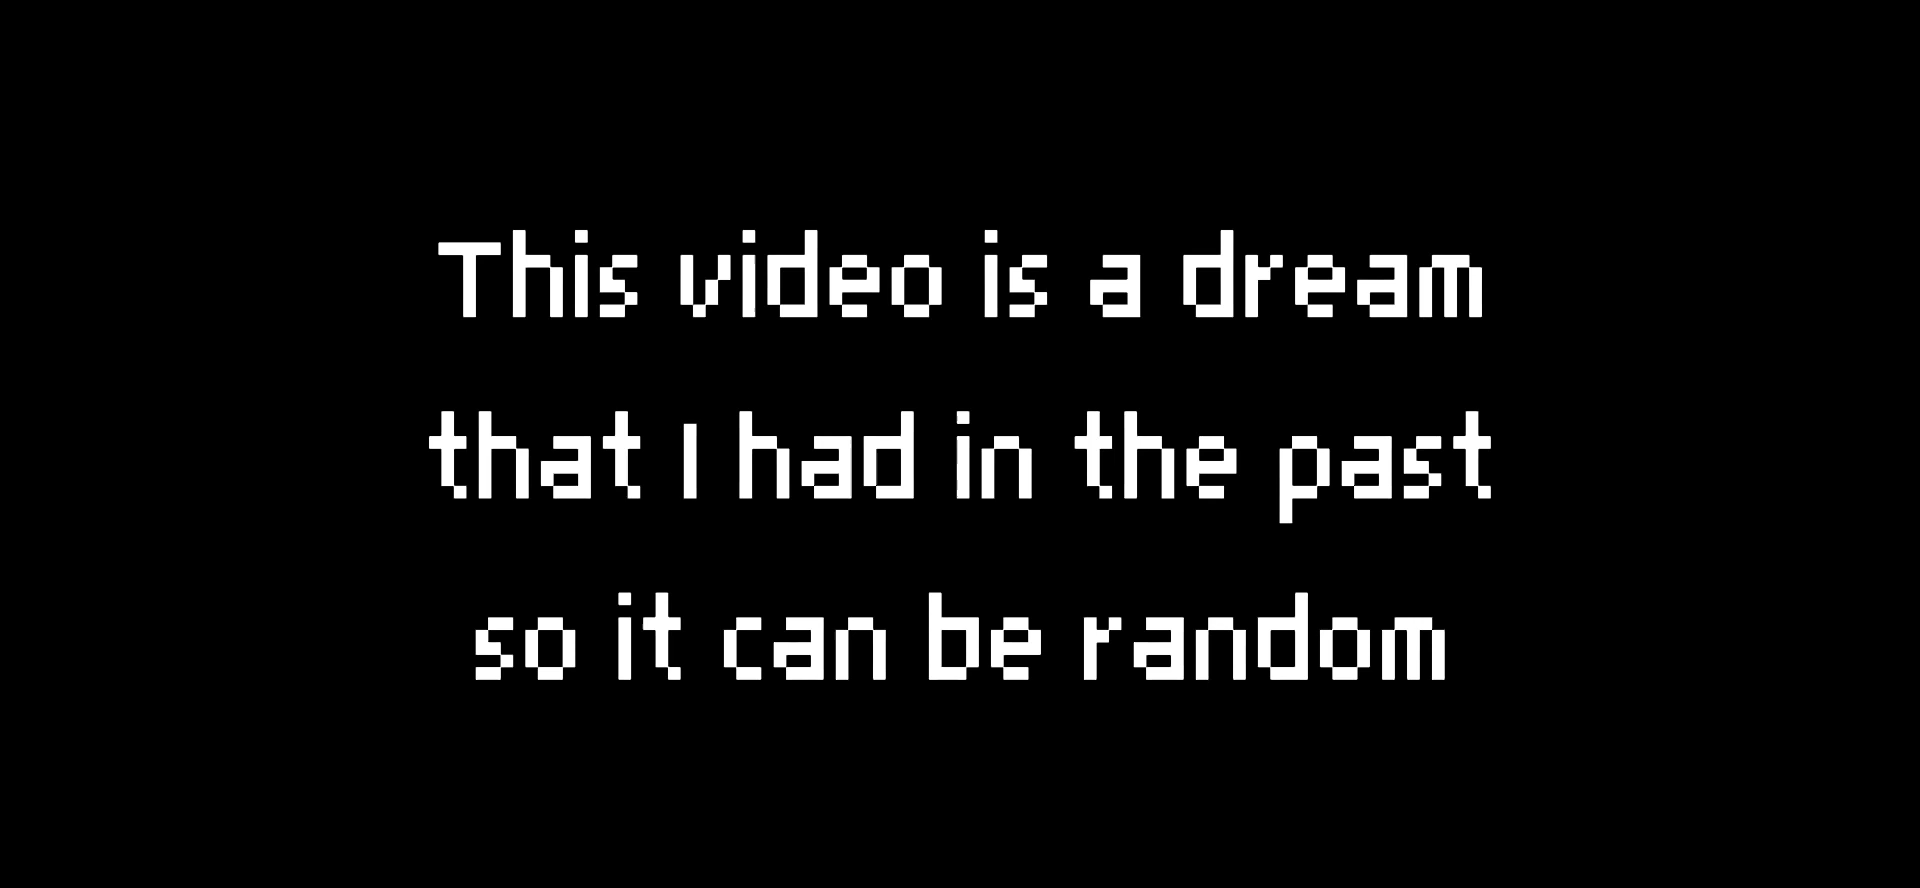 This video is a dream
that I had in the past
so it can be random